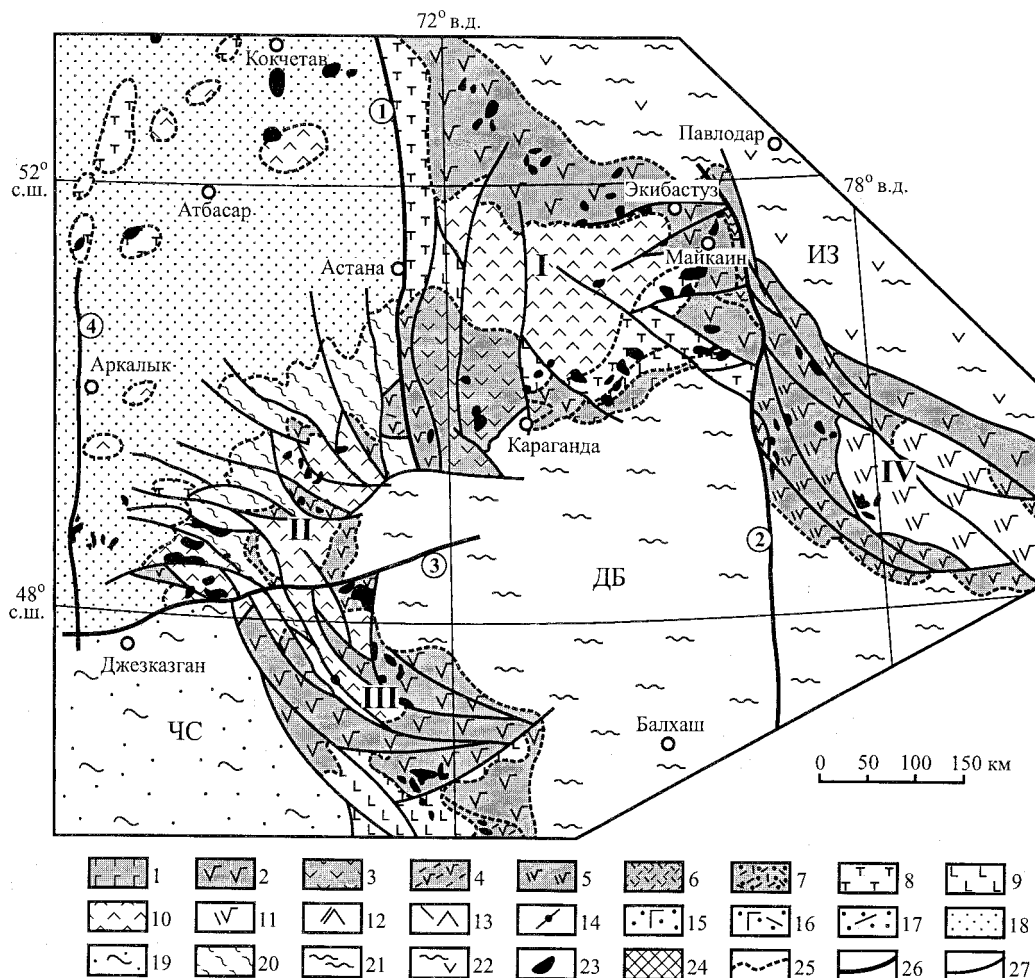 72° в.д.
Кокчетав
①
Павлодар
52°
с.ш.
78° в.д.
Экибастуз
Атбасар
Майкаин
ИЗ
Астана
I
④
Аркалык
Караганда
IV
II
②
③
ДБ
48°
с.ш.
Джезказган
III
ЧС
Балхаш
0 50 100 150 км
1 2 3 4 5 6 7 8 9
10 11 12 13 14 15 16 17 18
19 20 21 22 23 24 25 26 27